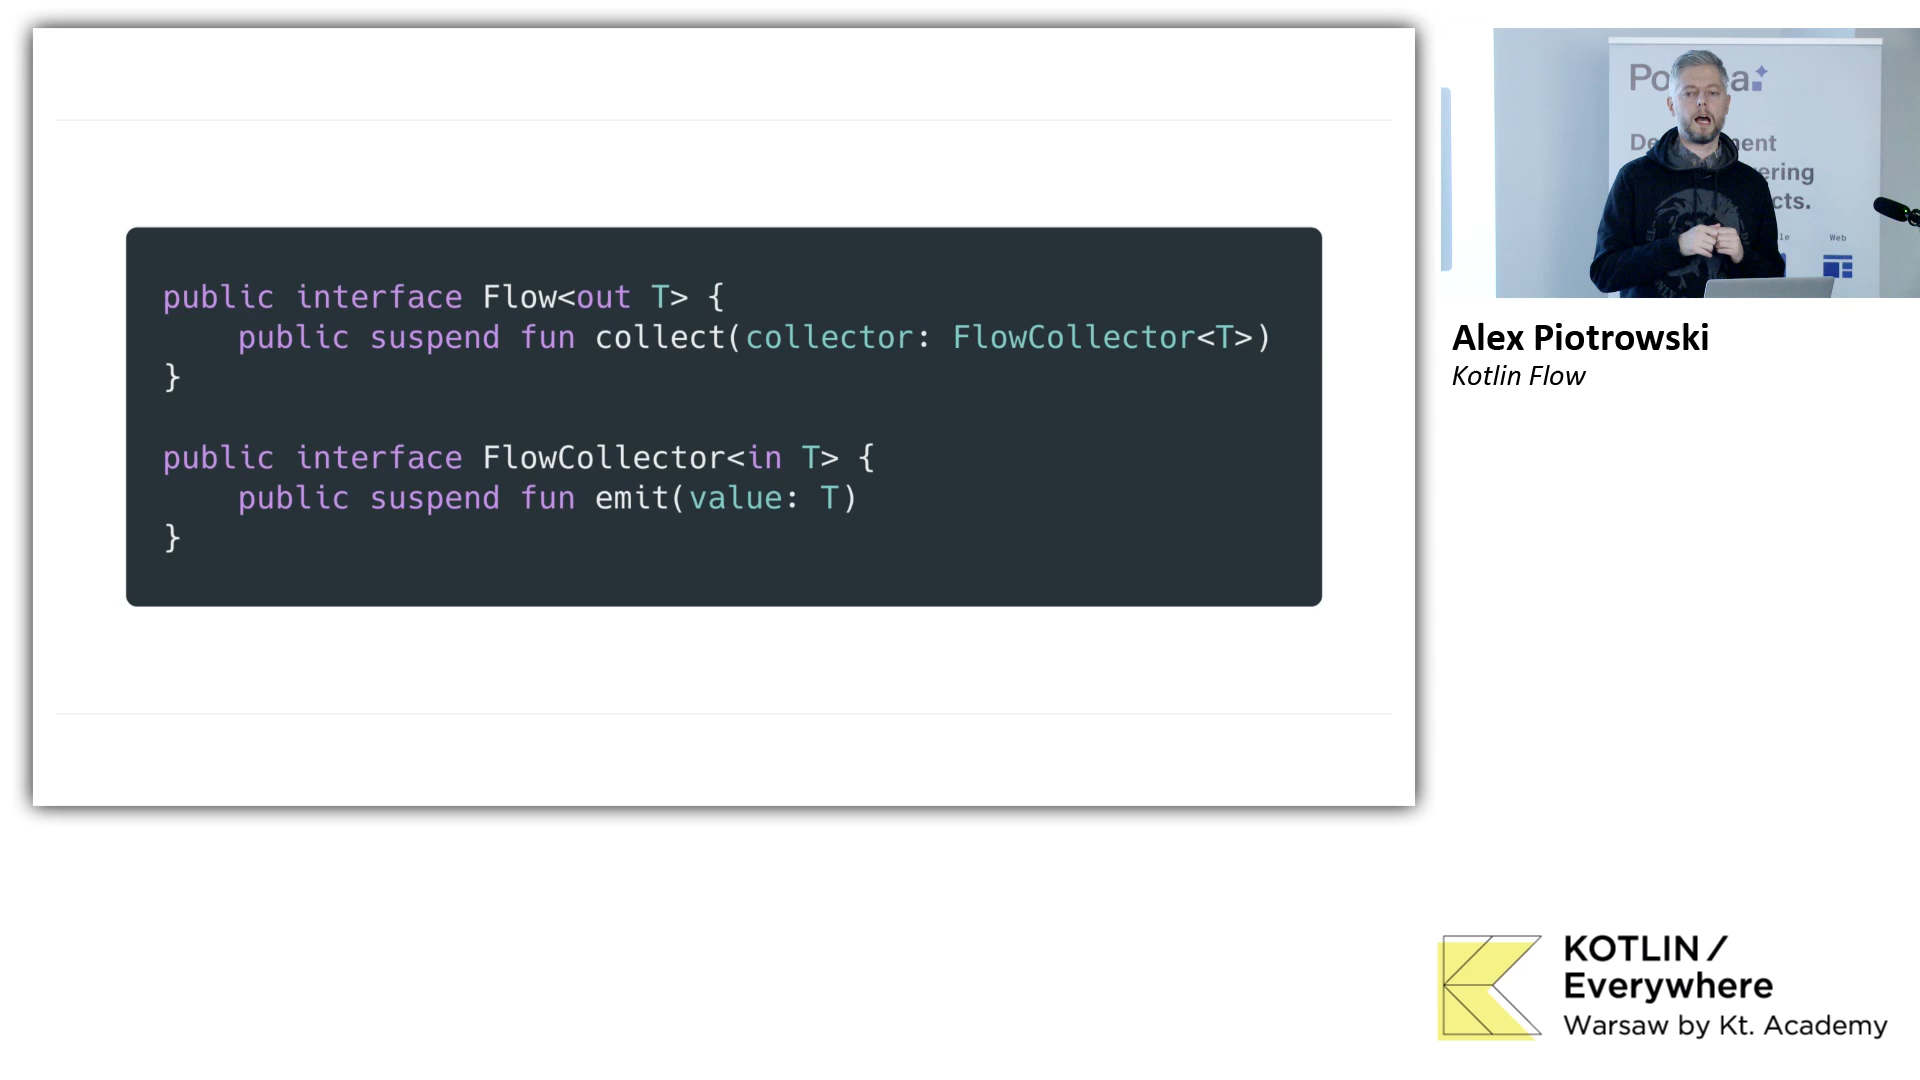 public interface Flow<out T> {
    public suspend fun collect(collector: FlowCollector<T>)
}

public interface FlowCollector<in T> {
    public suspend fun emit(value: T)
}
Web
Alex Piotrowski
Kotlin Flow
KOTLIN /
Everywhere
Warsaw by Kt. Academy